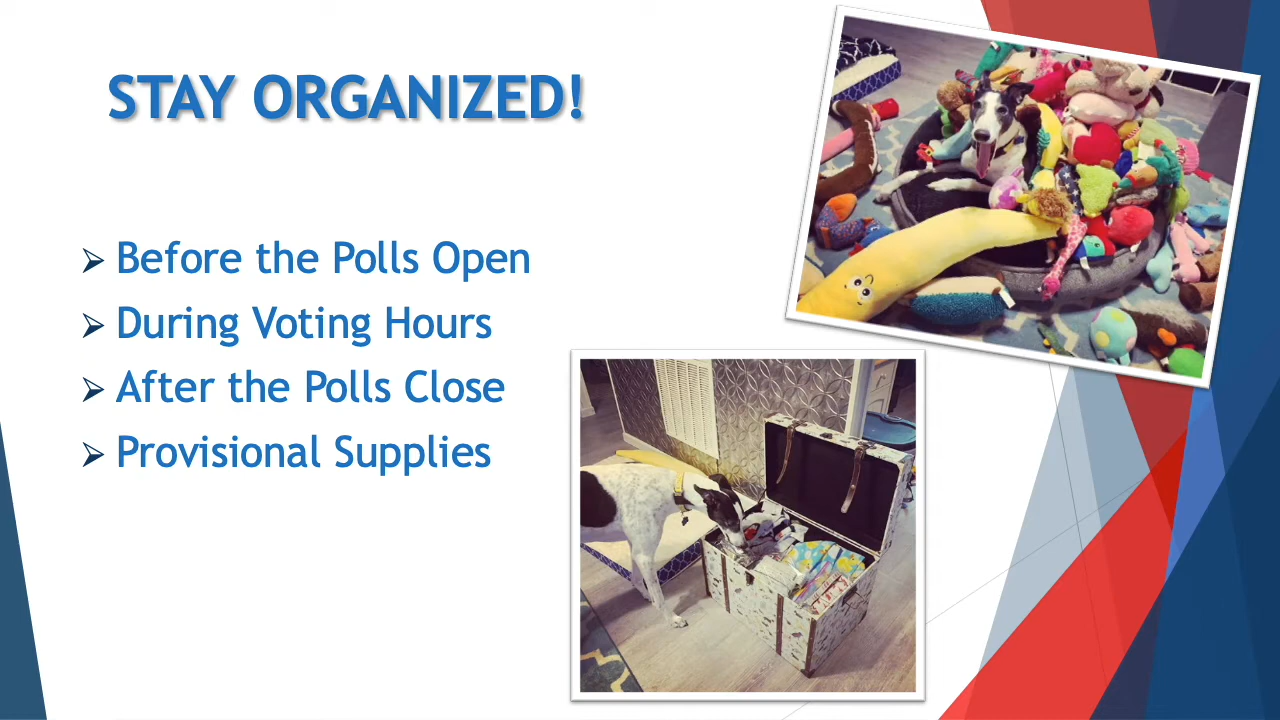 STAY ORGANIZED!
Before the Polls Open
During Voting Hours
After the Polls Close
Provisional Supplies